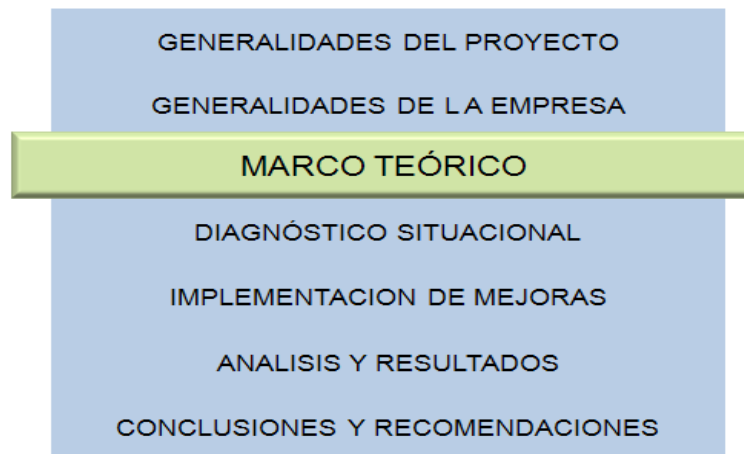 GENERALIDADES DEL PROYECTO
GENERALIDADES DE LA EMPRESA
MARCO TEÓRICO
DIAGNÓSTICO SITUACIONAL
IMPLEMENTACION DE MEJORAS
ANALISIS Y RESULTADOS
CONCLUSIONES Y RECOMENDACIONES